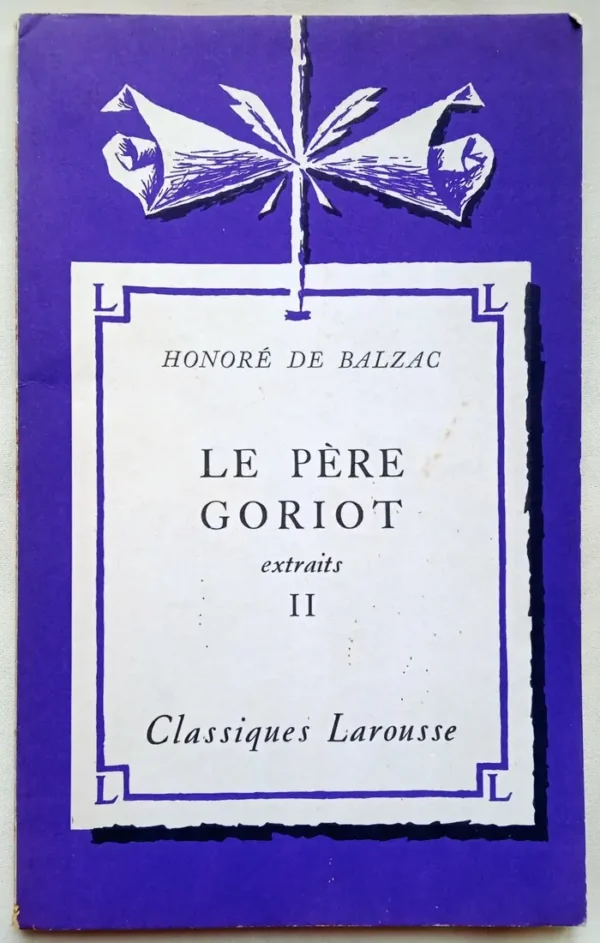 L L
HONORÉ DE BALZAC
LE PÈRE
GORIOT
extraits
II
Classiques Larousse
L L